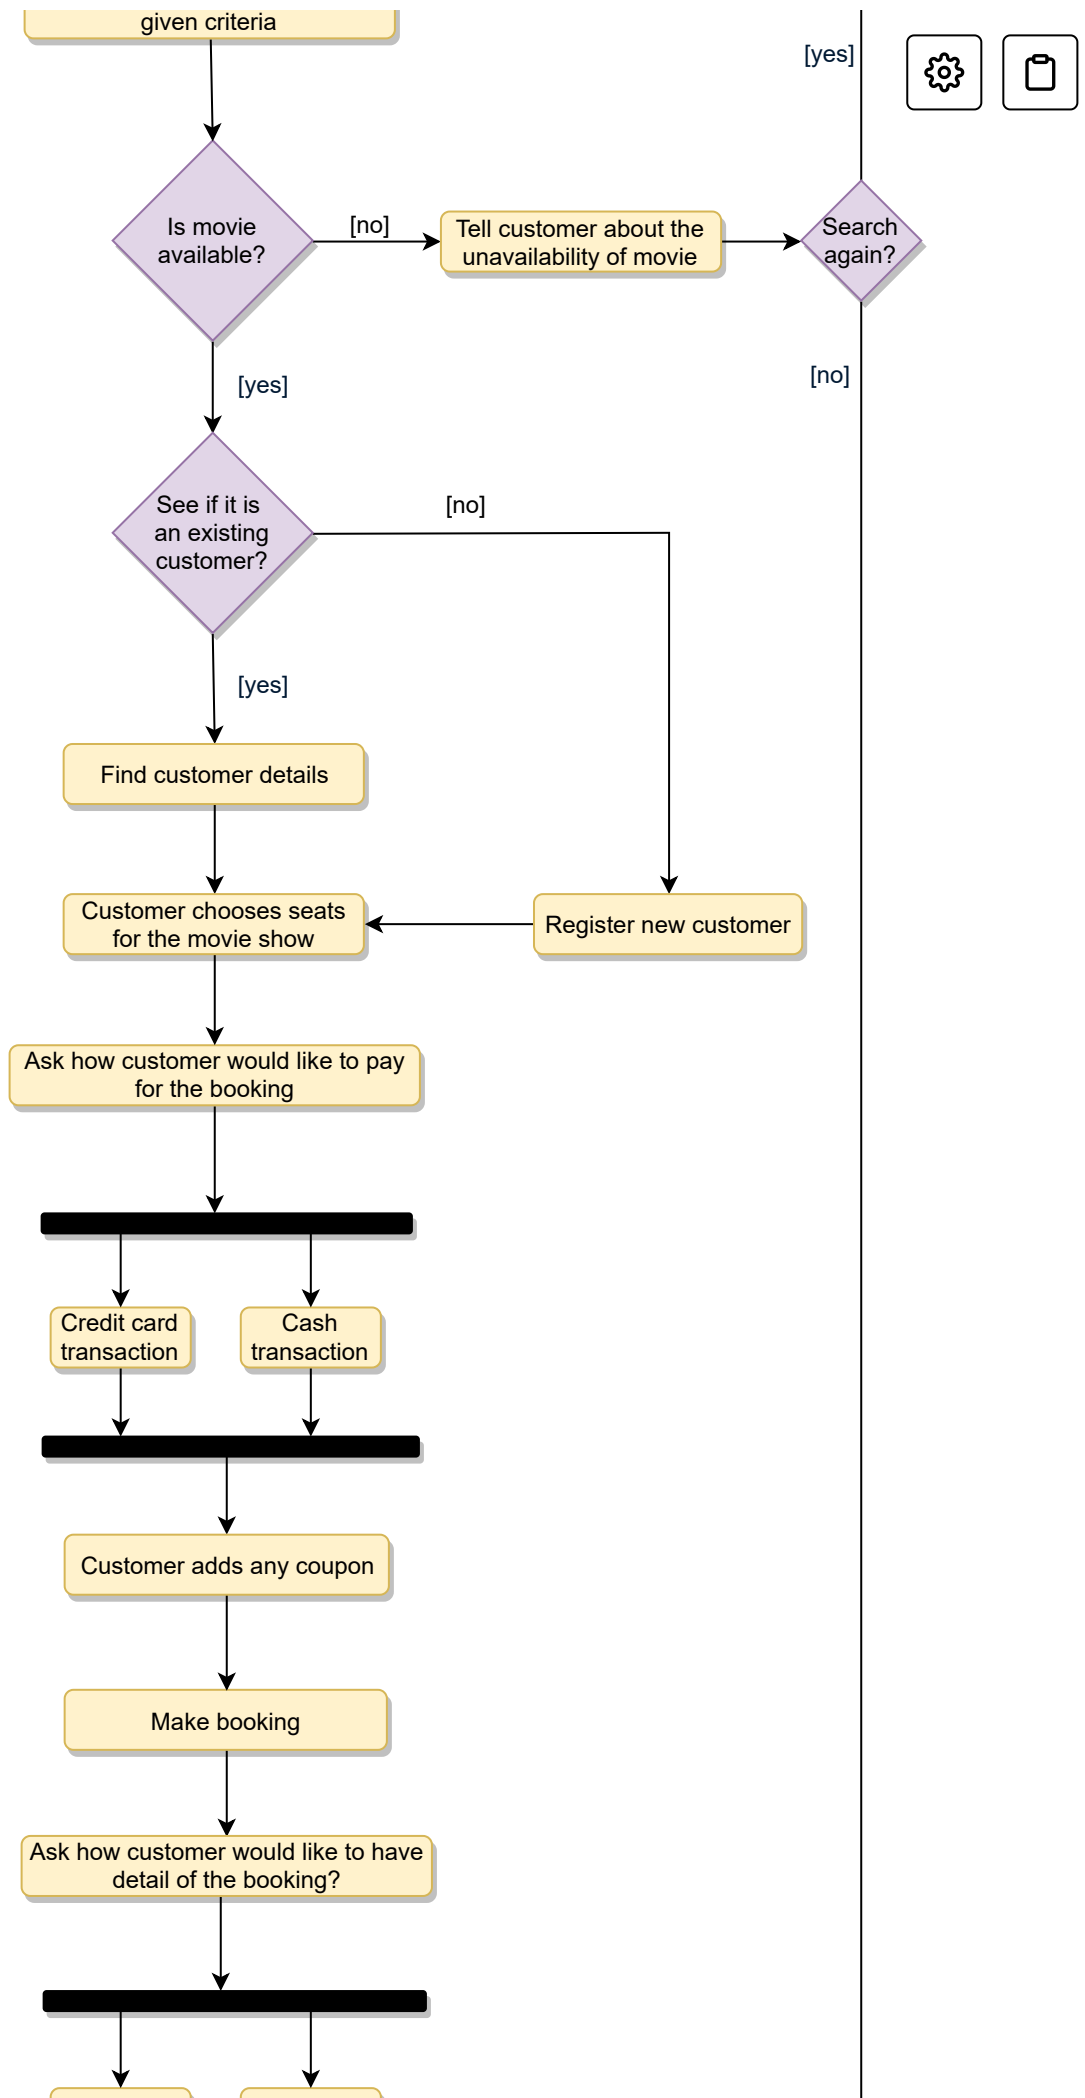 given criteria
[yes]
Is movie
available?
[no]
Tell customer about the
unavailability of movie
Search
again?
[yes]
[no]
See if it is
an existing
customer?
[no]
[yes]
Find customer details
Customer chooses seats
for the movie show
Register new customer
Ask how customer would like to pay
for the booking
Credit card
transaction
Cash
transaction
Customer adds any coupon
Make booking
Ask how customer would like to have
detail of the booking?